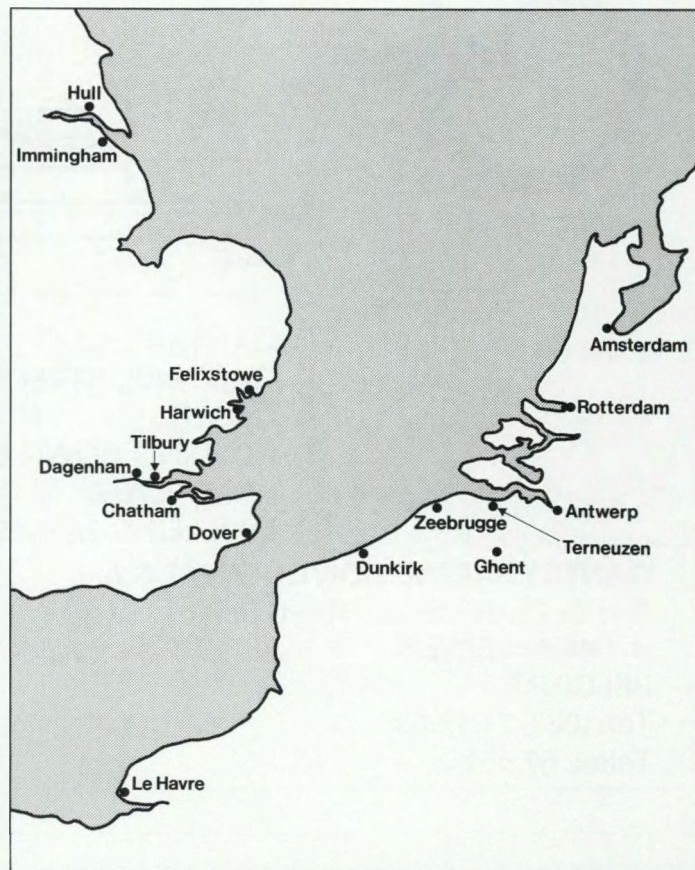 Hull
Immingham
Amsterdam
Felixstowe
Harwich
Rotterdam
Tilbury
Dagenham
Chatham
Zeebrugge
Antwerp
Dover
Terneuzen
Dunkirk
Ghent
Le Havre